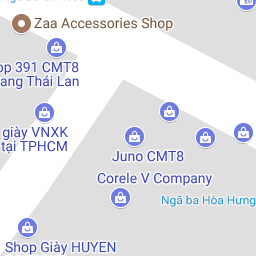 Zaa Accessories Shop
op 391 CMT8
ang Thái Lan
giày VNXK
tại TPHCM
Juno CMT8
Corele V Company
Ngã ba Hòa Hưng
Shop Giày HUYEN